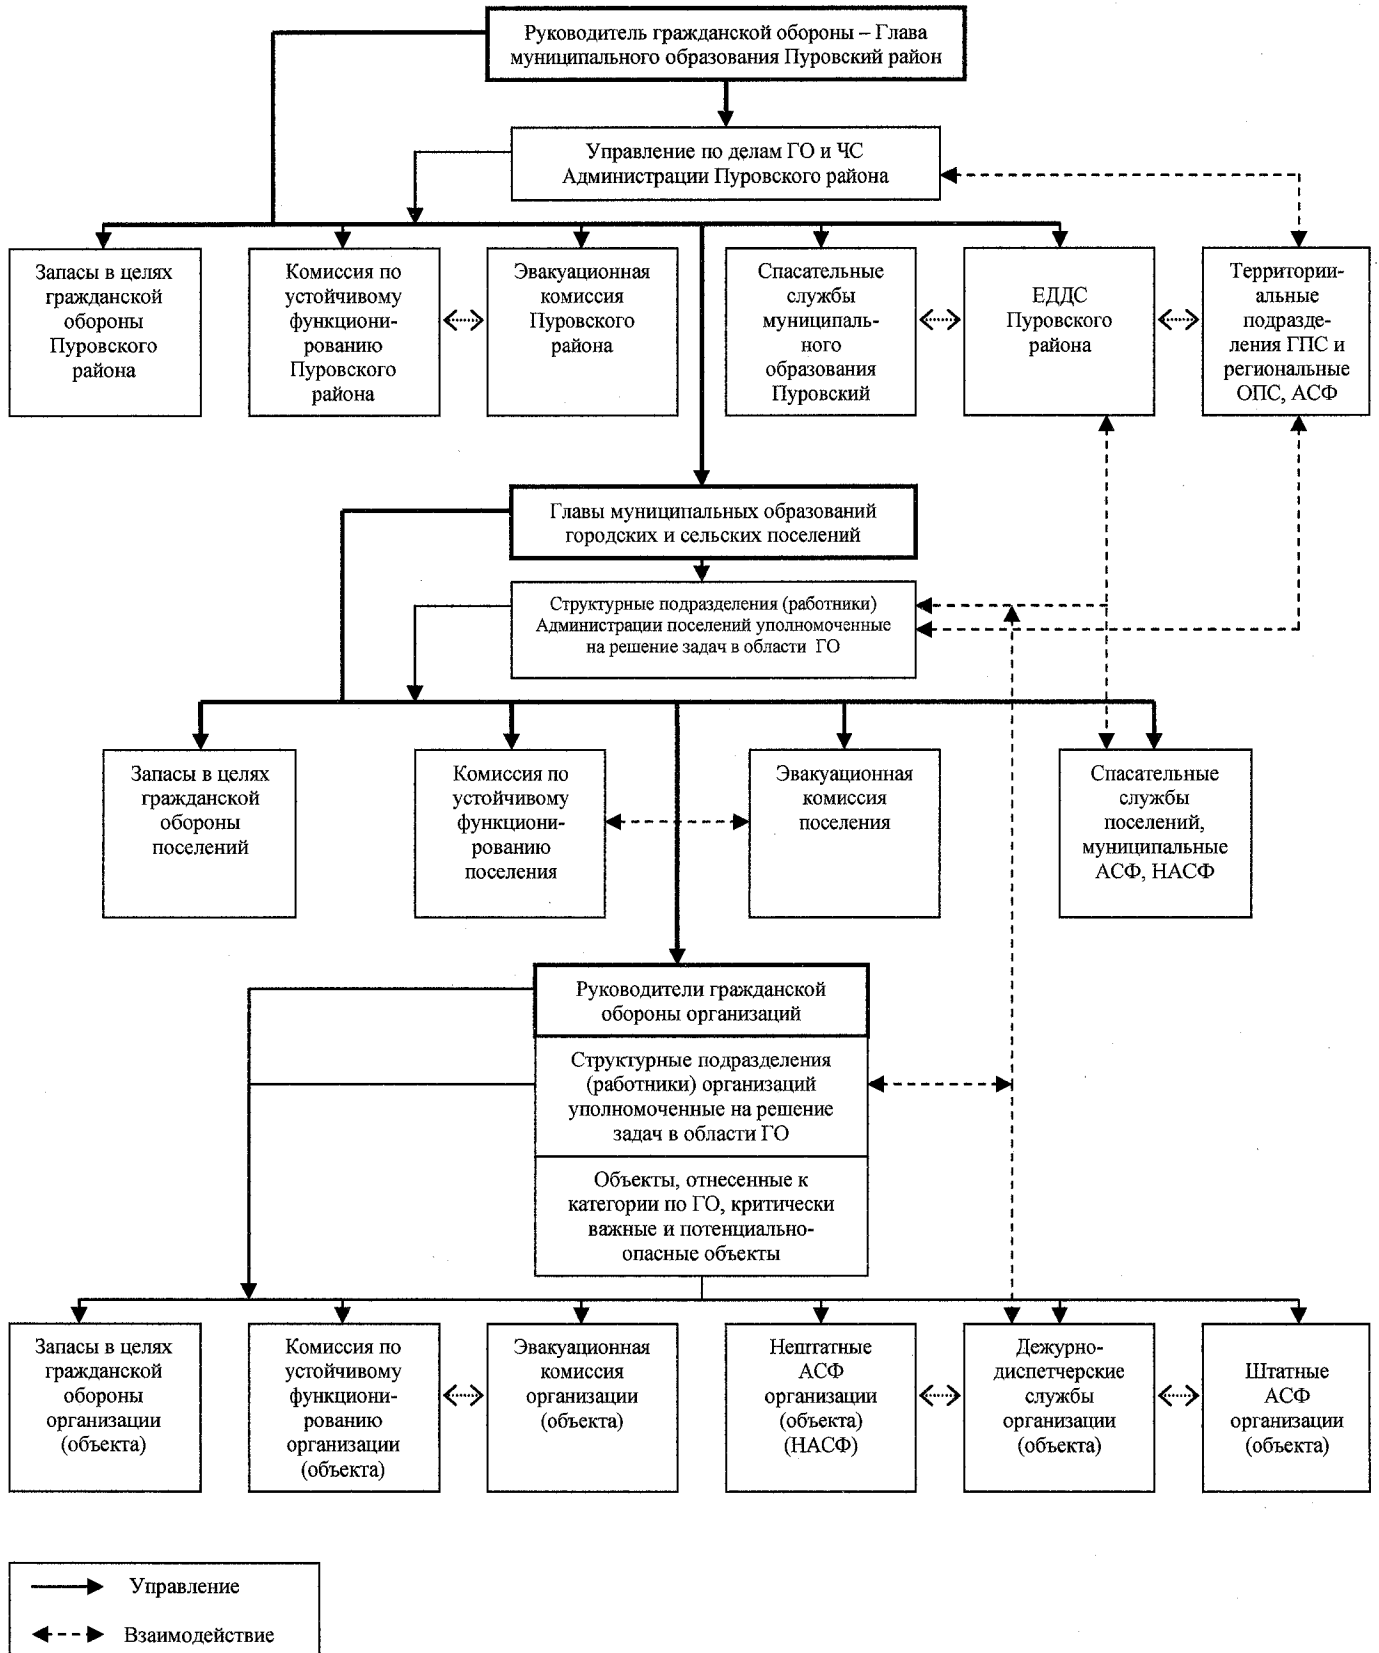 Руководитель гражданской обороны – Глава
муниципального образования Пуровский район
Управление по делам ГО и ЧС
Администрации Пуровского района
Запасы в целях
гражданской
обороны
Пуровского
района
Комиссия по
устойчивому
функциони-
рованию
Пуровского
района
Эвакуационная
комиссия
Пуровского
района
Спасательные
службы
муниципаль-
ного
образования
Пуровский
ЕДДС
Пуровского
района
Территории-
альные
подразде-
ления ГПС и
региональные
ОПС, АСФ
Главы муниципальных образований
городских и сельских поселений
Структурные подразделения (работники)
Администрации поселений уполномоченные
на решение задач в области ГО
Запасы в целях
гражданской
обороны
поселений
Комиссия по
устойчивому
функциони-
рованию
поселения
Эвакуационная
комиссия
поселения
Спасательные
службы
поселений,
муниципальные
АСФ, НАСФ
Руководители гражданской
обороны организаций
Структурные подразделения
(работники) организаций
уполномоченные на решение
задач в области ГО
Объекты, отнесенные к
категории по ГО, критически
важные и потенциально-
опасные объекты
Запасы в целях
гражданской
обороны
организации
(объекта)
Комиссия по
устойчивому
функциони-
рованию
организации
(объекта)
Эвакуационная
комиссия
организации
(объекта)
Нештатные
АСФ
организации
(объекта)
(НАСФ)
Дежурно-
диспетчерские
службы
организации
(объекта)
Штатные
АСФ
организации
(объекта)
Управление
Взаимодействие